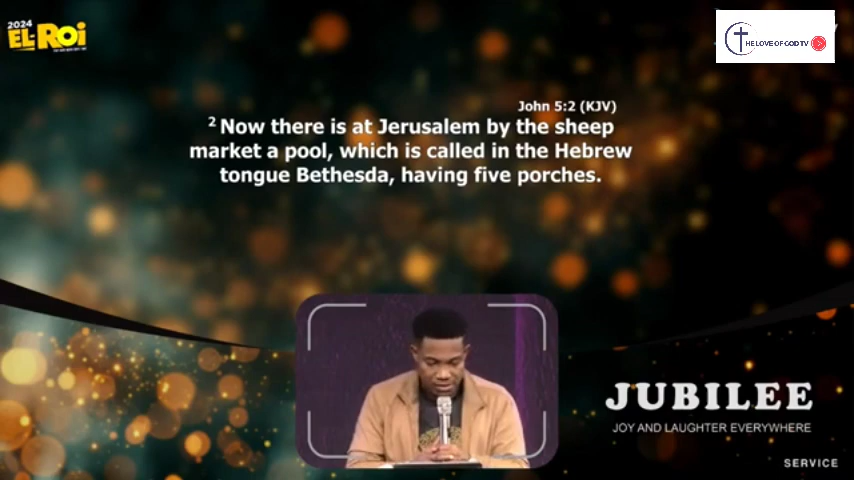 2024
EL-ROI
THE LOVE OF GOD TV
John 5:2 (KJV)
2 Now there is at Jerusalem by the sheep
market a pool, which is called in the Hebrew
tongue Bethesda, having five porches.
JUBILEE
JOY AND LAUGHTER EVERYWHERE
SERVICE